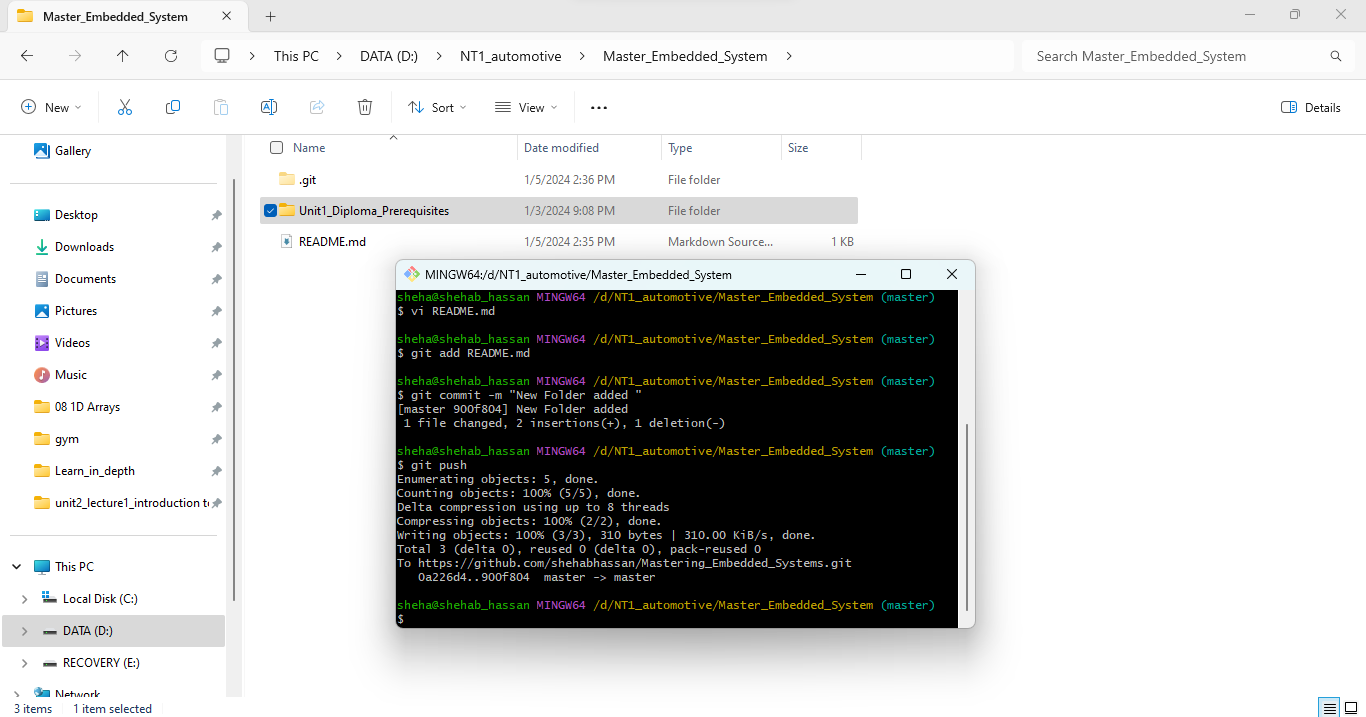 Master_Embedded_System
This PC > DATA (D:) > NT1_automotive > Master_Embedded_System >
Search Master_Embedded_System
New
Sort
View
Details
Gallery
Desktop
Downloads
Documents
Pictures
Videos
Music
08 1D Arrays
gym
Learn_in_depth
unit2_lecture1_introduction t
This PC
Local Disk (C:)
DATA (D:)
RECOVERY (E:)
Network
Name Date modified Type Size
.git 1/5/2024 2:36 PM File folder
Unit1_Diploma_Prerequisites 1/3/2024 9:08 PM File folder
README.md 1/5/2024 2:35 PM Markdown Source... 1 KB
MINGW64:/d/NT1_automotive/Master_Embedded_System
sheha@shehab_hassan MINGW64 /d/NT1_automotive/Master_Embedded_System (master)
$ vi README.md
sheha@shehab_hassan MINGW64 /d/NT1_automotive/Master_Embedded_System (master)
$ git add README.md
sheha@shehab_hassan MINGW64 /d/NT1_automotive/Master_Embedded_System (master)
$ git commit -m "New Folder added "
[master 900f804] New Folder added
1 file changed, 2 insertions(+), 1 deletion(-)
sheha@shehab_hassan MINGW64 /d/NT1_automotive/Master_Embedded_System (master)
$ git push
Enumerating objects: 5, done.
Counting objects: 100% (5/5), done.
Delta compression using up to 8 threads
Compressing objects: 100% (2/2), done.
Writing objects: 100% (3/3), 310 bytes | 310.00 KiB/s, done.
Total 3 (delta 0), reused 0 (delta 0), pack-reused 0
To https://github.com/shehabhassan/Mastering_Embedded_Systems.git
0a226d4..900f804 master -> master
sheha@shehab_hassan MINGW64 /d/NT1_automotive/Master_Embedded_System (master)
$
3 items 1 item selected